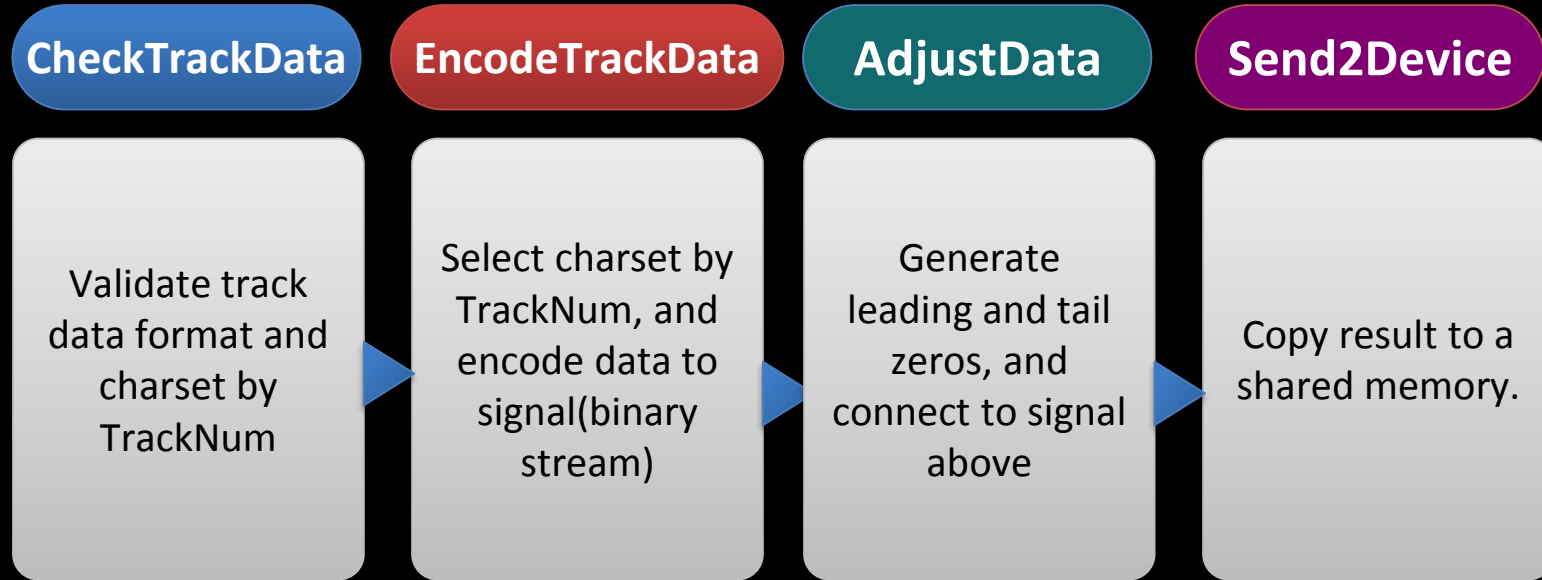 CheckTrackData
Validate track
data format and
charset by
TrackNum
EncodeTrackData
Select charset by
TrackNum, and
encode data to
signal(binary
stream)
AdjustData
Generate
leading and tail
zeros, and
connect to signal
above
Send2Device
Copy result to a
shared memory.